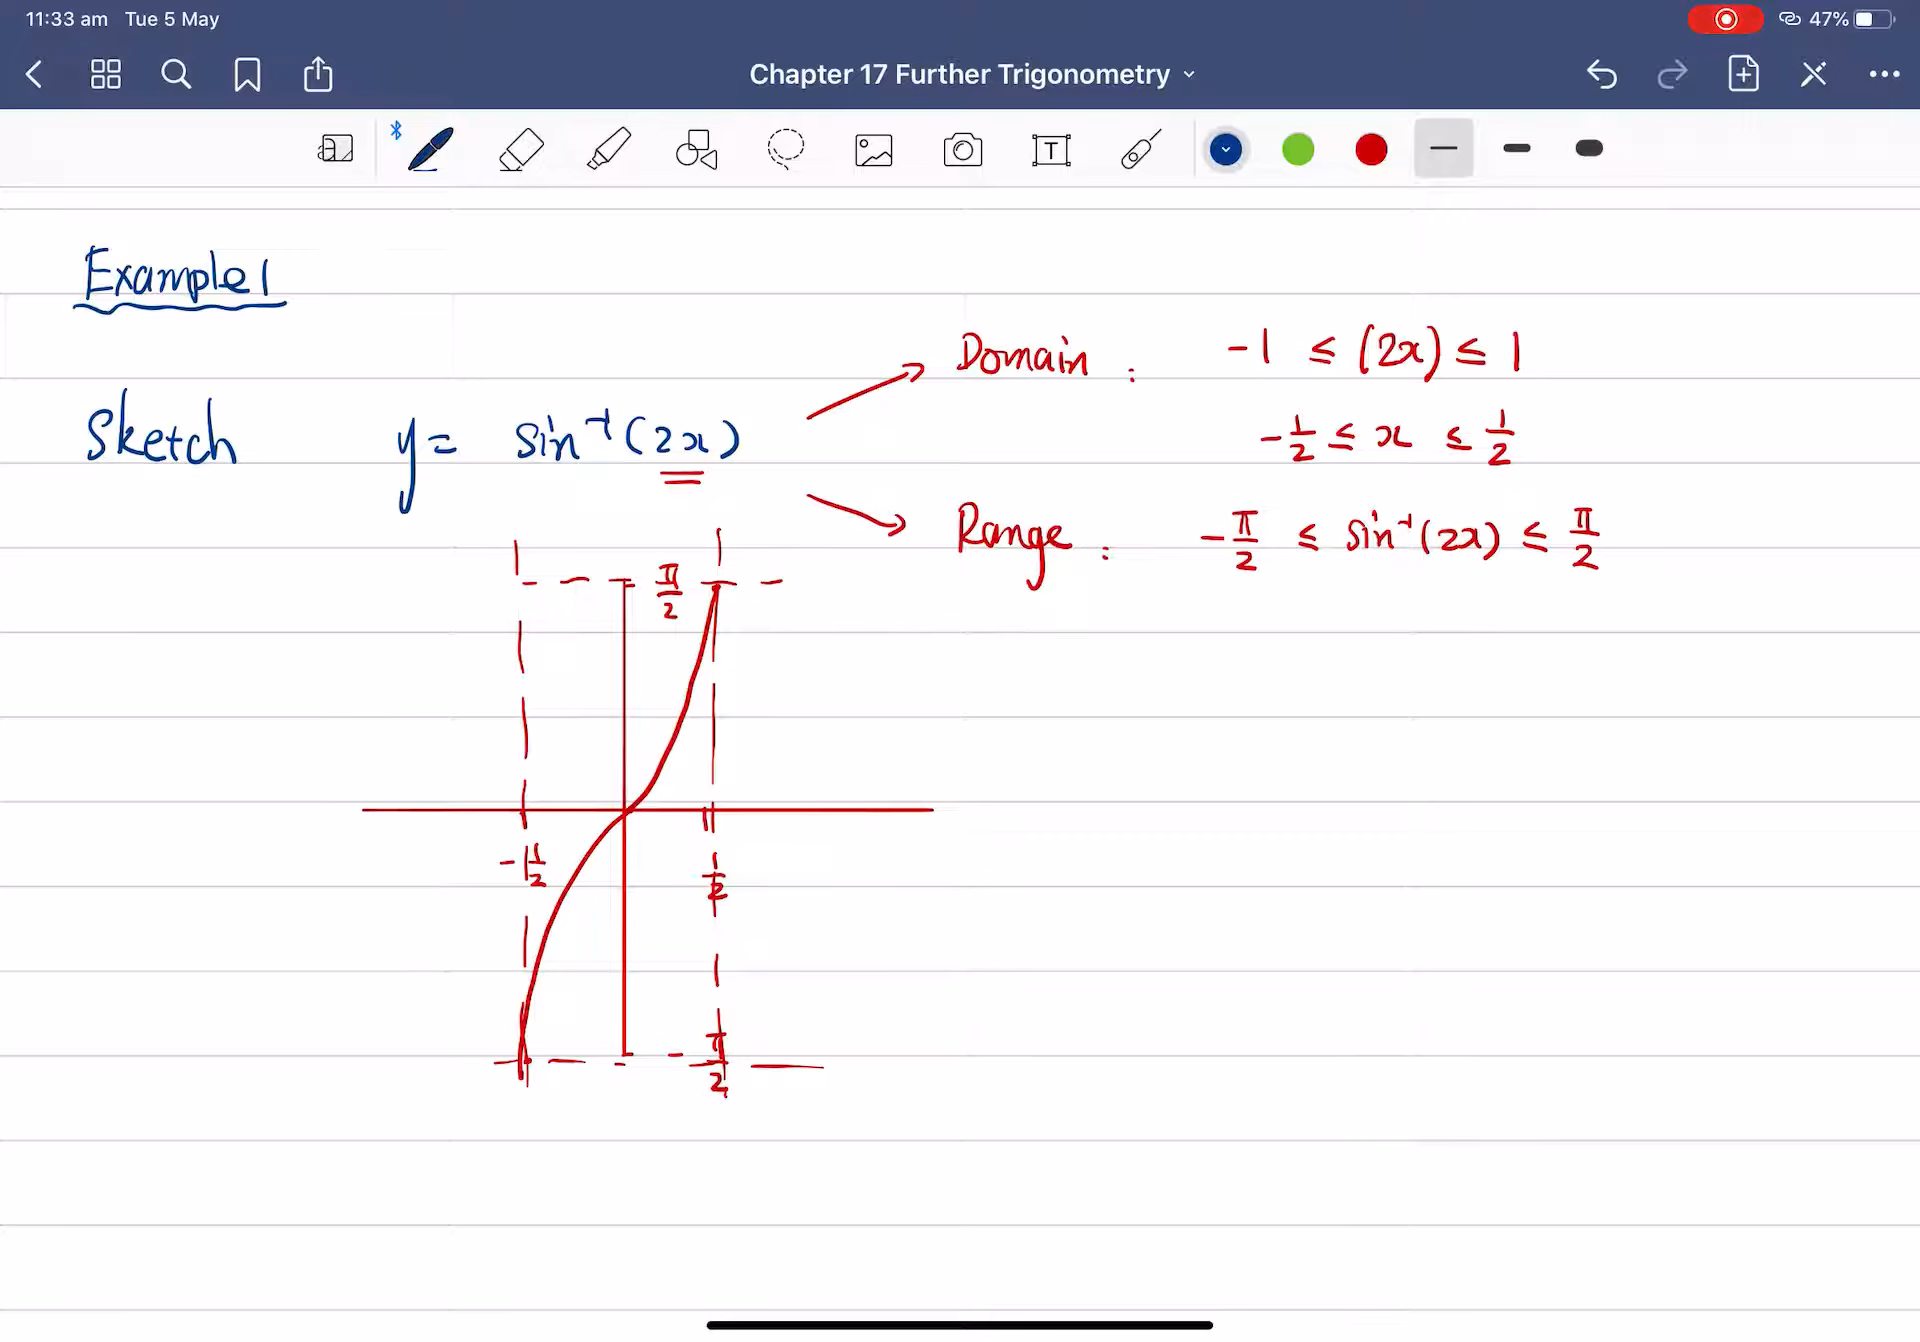 11:33 am Tue 5 May
47%
Chapter 17 Further Trigonometry
a
T
Example 1
Domain : -1 ≤ (2x) ≤ 1
Sketch y = sin⁻¹(2x)
-1/2 ≤ x ≤ 1/2
Range : -π/2 ≤ sin⁻¹(2x) ≤ π/2
π/2
-1/2
1/2
-π/2